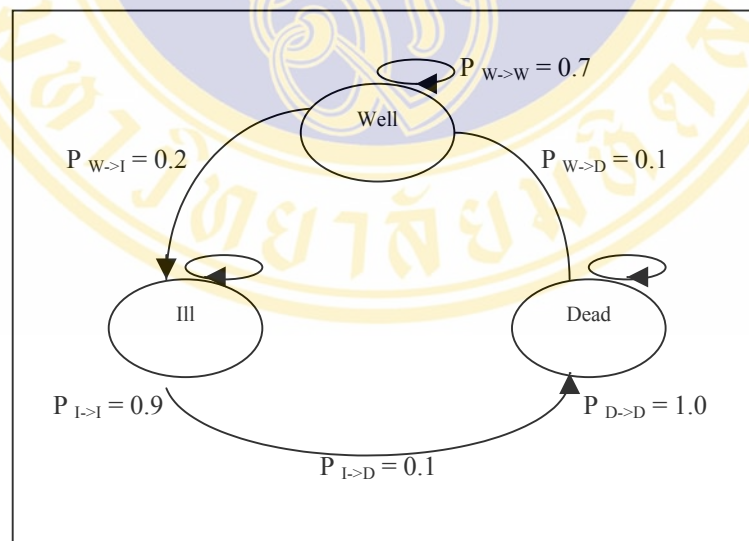 P W->W = 0.7
Well
P W->I = 0.2
P W->D = 0.1
Ill
Dead
P I->I = 0.9
P D->D = 1.0
P I->D = 0.1